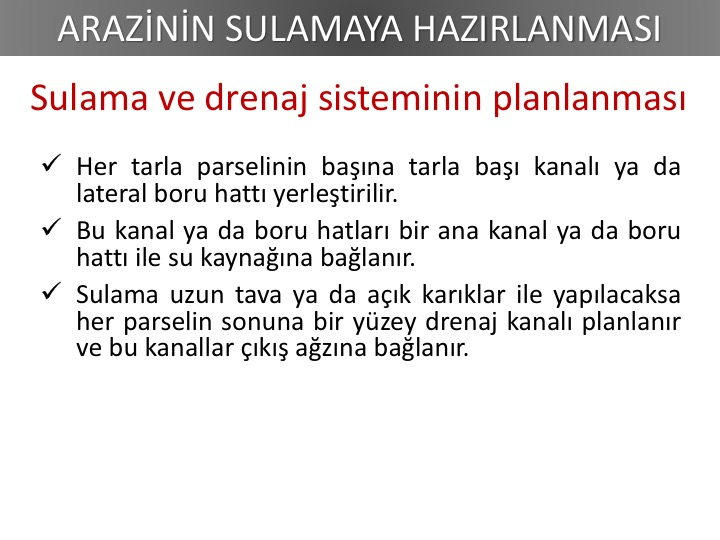 ARAZİNİN SULAMAYA HAZIRLANMASI
Sulama ve drenaj sisteminin planlanması
✓ Her tarla parselinin başına tarla başı kanalı ya da
lateral boru hattı yerleştirilir.
✓ Bu kanal ya da boru hatları bir ana kanal ya da boru
hattı ile su kaynağına bağlanır.
✓ Sulama uzun tava ya da açık karıklar ile yapılacaksa
her parselin sonuna bir yüzey drenaj kanalı planlanır
ve bu kanallar çıkış ağzına bağlanır.